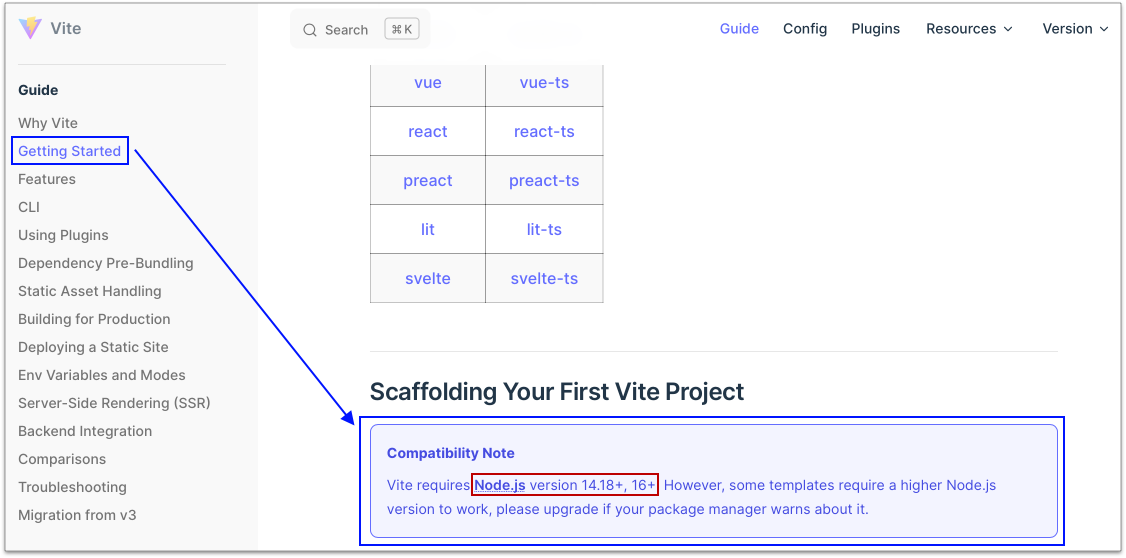 Vite
Search ⌘ K
Guide Config Plugins Resources Version
Guide
Why Vite
Getting Started
Features
CLI
Using Plugins
Dependency Pre-Bundling
Static Asset Handling
Building for Production
Deploying a Static Site
Env Variables and Modes
Server-Side Rendering (SSR)
Backend Integration
Comparisons
Troubleshooting
Migration from v3
vue vue-ts
react react-ts
preact preact-ts
lit lit-ts
svelte svelte-ts
Scaffolding Your First Vite Project
Compatibility Note
Vite requires Node.js version 14.18+, 16+. However, some templates require a higher Node.js
version to work, please upgrade if your package manager warns about it.